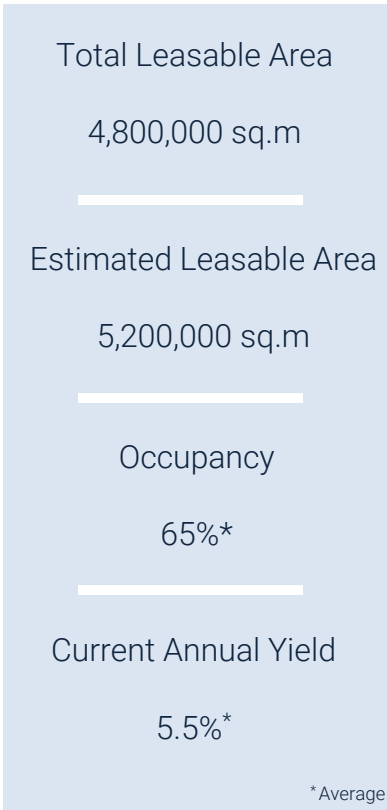 Total Leasable Area
4,800,000 sq.m
Estimated Leasable Area
5,200,000 sq.m
Occupancy
65%*
Current Annual Yield
5.5%*
*Average